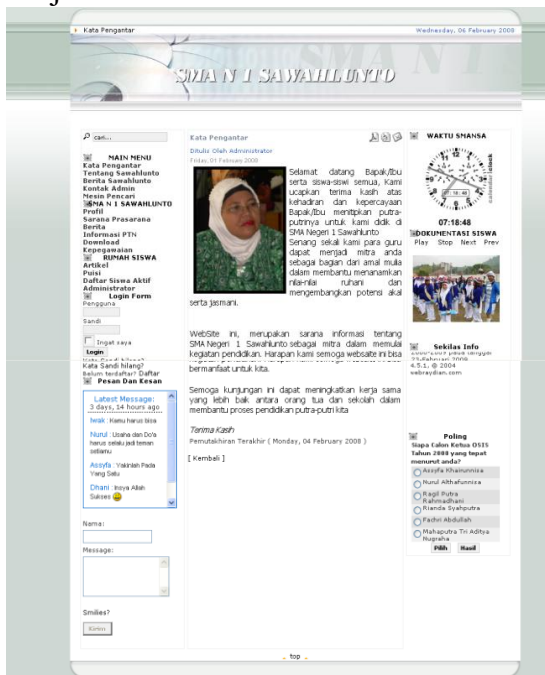 Kata Pengantar
Wednesday, 06 February 2008
SMA N 1 SAWAHLUNTO
cari...
MAIN MENU
Kata Pengantar
Tentang Sawahlunto
Berita Sawahlunto
Kontak Admin
Mesin Pencari
SMA N 1 SAWAHLUNTO
Profil
Sarana Prasarana
Berita
Informasi PTN
Download
Kepegawaian
RUMAH SISWA
Artikel
Puisi
Daftar Siswa Aktif
Administrator
Login Form
Pengguna
Sandi
Ingat saya
Login
Kata Sandi hilang?
Belum terdaftar? Daftar
Pesan Dan Kesan
Latest Message:
3 days, 14 hours ago
Iwak : Kamu harus bisa
Nurul : Usaha dan Do'a
harus selalu jadi teman
setiamu
Assyfa : Yakinlah Pada
Yang Satu
Dhani : Insya Allah
Sukses
Name:
Message:
Smilies?
Kirim
Kata Pengantar
Ditulis Oleh Administrator
Friday, 01 February 2008
Selamat datang Bapak/Ibu
serta siswa-siswi semua, Kami
ucapkan terima kasih atas
kehadiran dan kepercayaan
Bapak/Ibu menitipkan putra-
putrinya untuk kami didik di
SMA Negeri 1 Sawahlunto
Senang sekali kami para guru
dapat menjadi mitra anda
sebagai bagian dari amal mulia
dalam membantu menanamkan
nilai-nilai ruhani dan
mengembangkan potensi akal
serta jasmani.
WebSite ini, merupakan sarana informasi tentang
SMA Negeri 1 Sawahlunto sebagai mitra dalam memulai
kegiatan pendidikan. Harapan kami semoga websate ini bisa
bermanfaat untuk kita.
Semoga kunjungan ini dapat meningkatkan kerja sama
yang lebih baik antara orang tua dan sekolah dalam
membantu proses pendidikan putra-putri kita
Terima Kasih
Pemutakhiran Terakhir ( Monday, 04 February 2008 )
[ Kembali ]
WAKTU SMANSA
07:18:48
DOKUMENTASI SISWA
Play Stop Next Prev
Sekilas Info
4.5.1, @ 2004
webraydian.com
Poling
Siapa Calon Ketua OSIS
Tahun 2008 yang tepat
menurut anda?
Assyfa Khairunnisa
Nurul Althafunnisa
Ragil Putra
Rahmadhani
Rianda Syahputra
Fachri Abdullah
Mahaputra Tri Aditya
Nugraha
Pilih Hasil
top